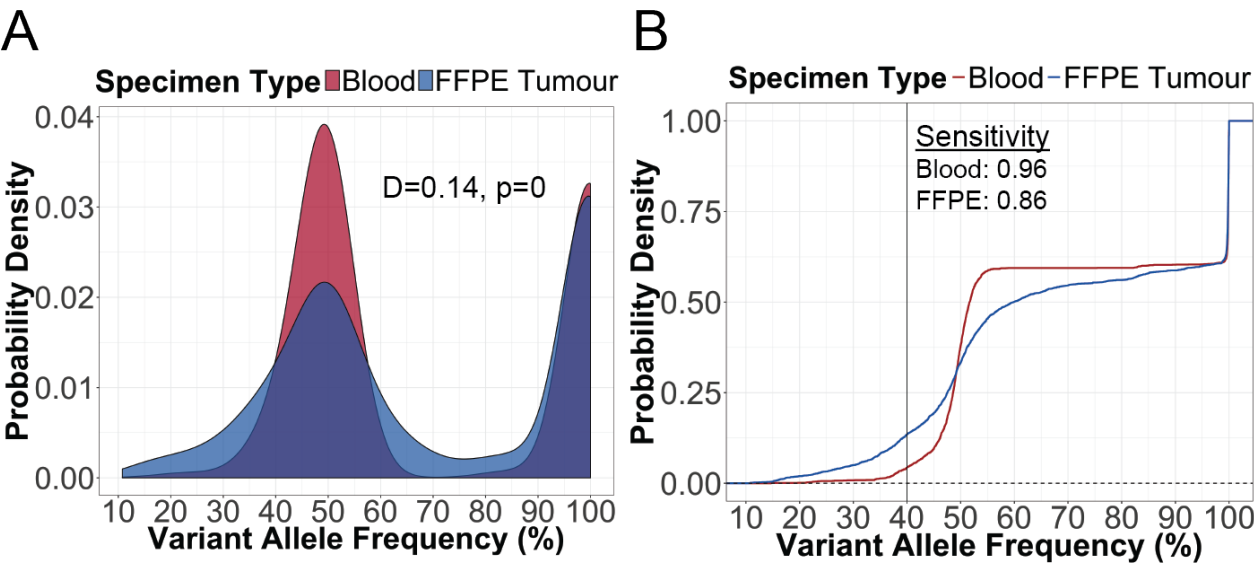 A
Specimen Type Blood FFPE Tumour
Probability Density
0.04
0.03
0.02
0.01
0.00
D=0.14, p=0
10 20 30 40 50 60 70 80 90 100
Variant Allele Frequency (%)
B
Specimen Type Blood FFPE Tumour
Probability Density
1.00
0.75
0.50
0.25
0.00
Sensitivity
Blood: 0.96
FFPE: 0.86
10 20 30 40 50 60 70 80 90 100
Variant Allele Frequency (%)